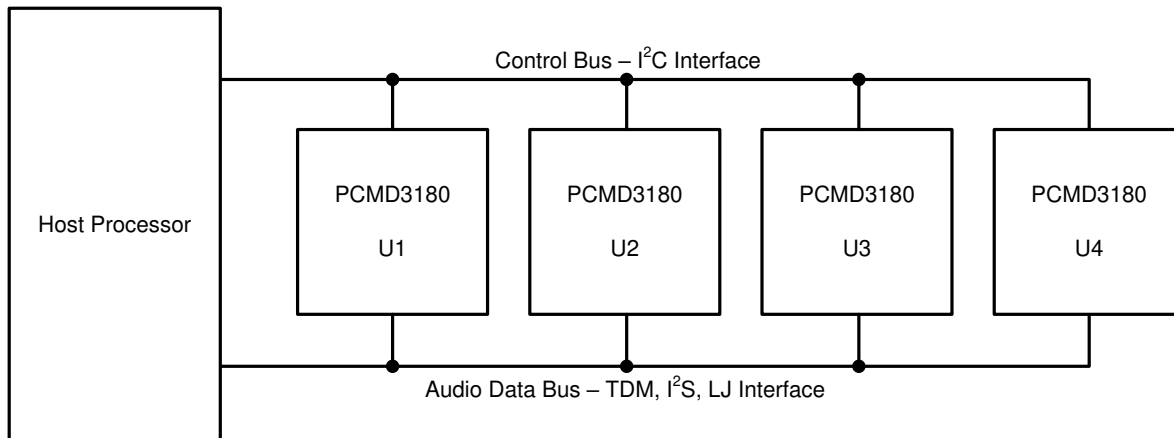 Control Bus – I²C Interface
PCMD3180 PCMD3180 PCMD3180 PCMD3180
Host Processor
U1 U2 U3 U4
Audio Data Bus – TDM, I²S, LJ Interface